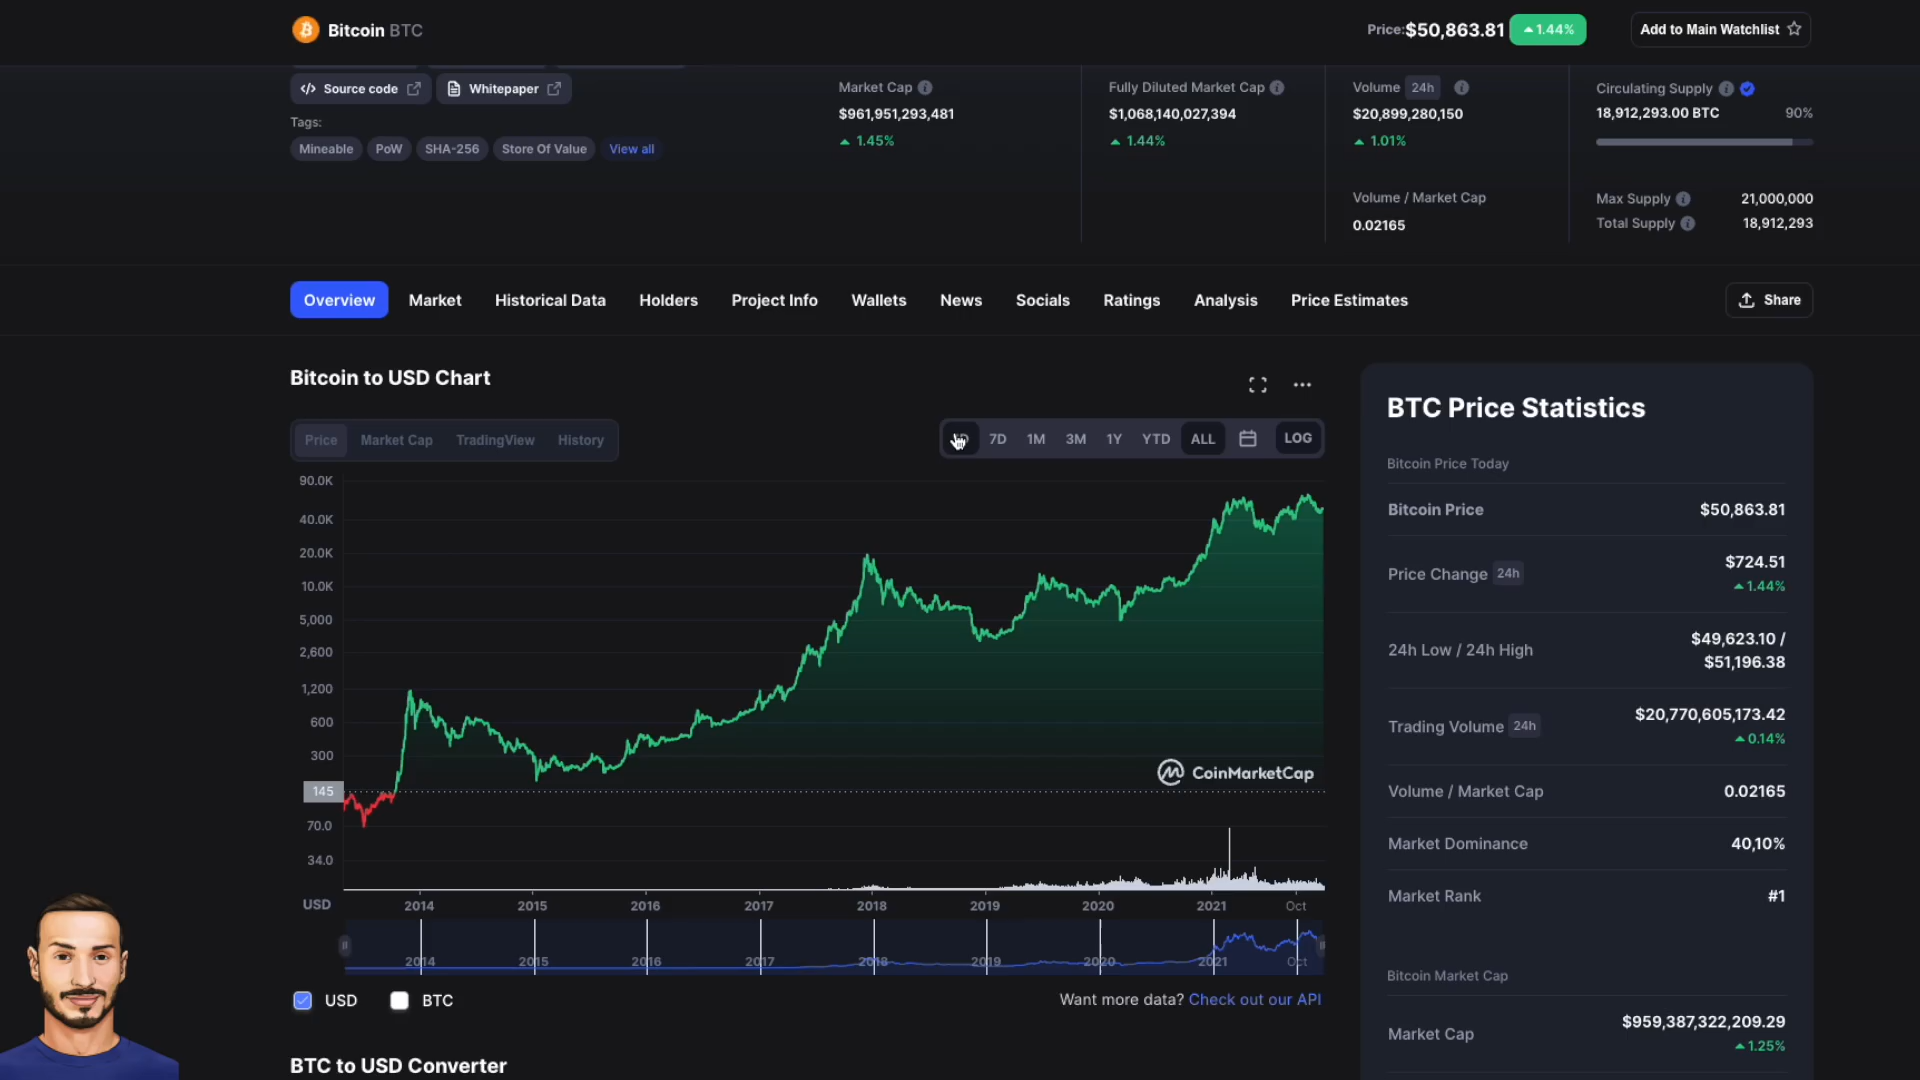 Bitcoin BTC
Price:$50,863.81 1.44%
Add to Main Watchlist
Source code
Whitepaper
Tags:
Mineable PoW SHA-256 Store Of Value View all
Market Cap
$961,951,293,481
1.45%
Fully Diluted Market Cap
$1,068,140,027,394
1.44%
Volume 24h
$20,899,280,150
1.01%
Volume / Market Cap
0.02165
Circulating Supply
18,912,293.00 BTC 90%
Max Supply 21,000,000
Total Supply 18,912,293
Overview Market Historical Data Holders Project Info Wallets News Socials Ratings Analysis Price Estimates
Share
Bitcoin to USD Chart
Price Market Cap TradingView History
7D 1M 3M 1Y YTD ALL LOG
90.0K
40.0K
20.0K
10.0K
5,000
2,600
1,200
600
300
145
70.0
34.0
CoinMarketCap
USD 2014 2015 2016 2017 2018 2019 2020 2021 Oct
2014 2015 2016 2017 2018 2019 2020 2021 Oct
USD BTC
Want more data? Check out our API
BTC to USD Converter
BTC Price Statistics
Bitcoin Price Today
Bitcoin Price $50,863.81
Price Change 24h $724.51
1.44%
24h Low / 24h High $49,623.10 /
$51,196.38
Trading Volume 24h $20,770,605,173.42
0.14%
Volume / Market Cap 0.02165
Market Dominance 40,10%
Market Rank #1
Bitcoin Market Cap
Market Cap $959,387,322,209.29
1.25%